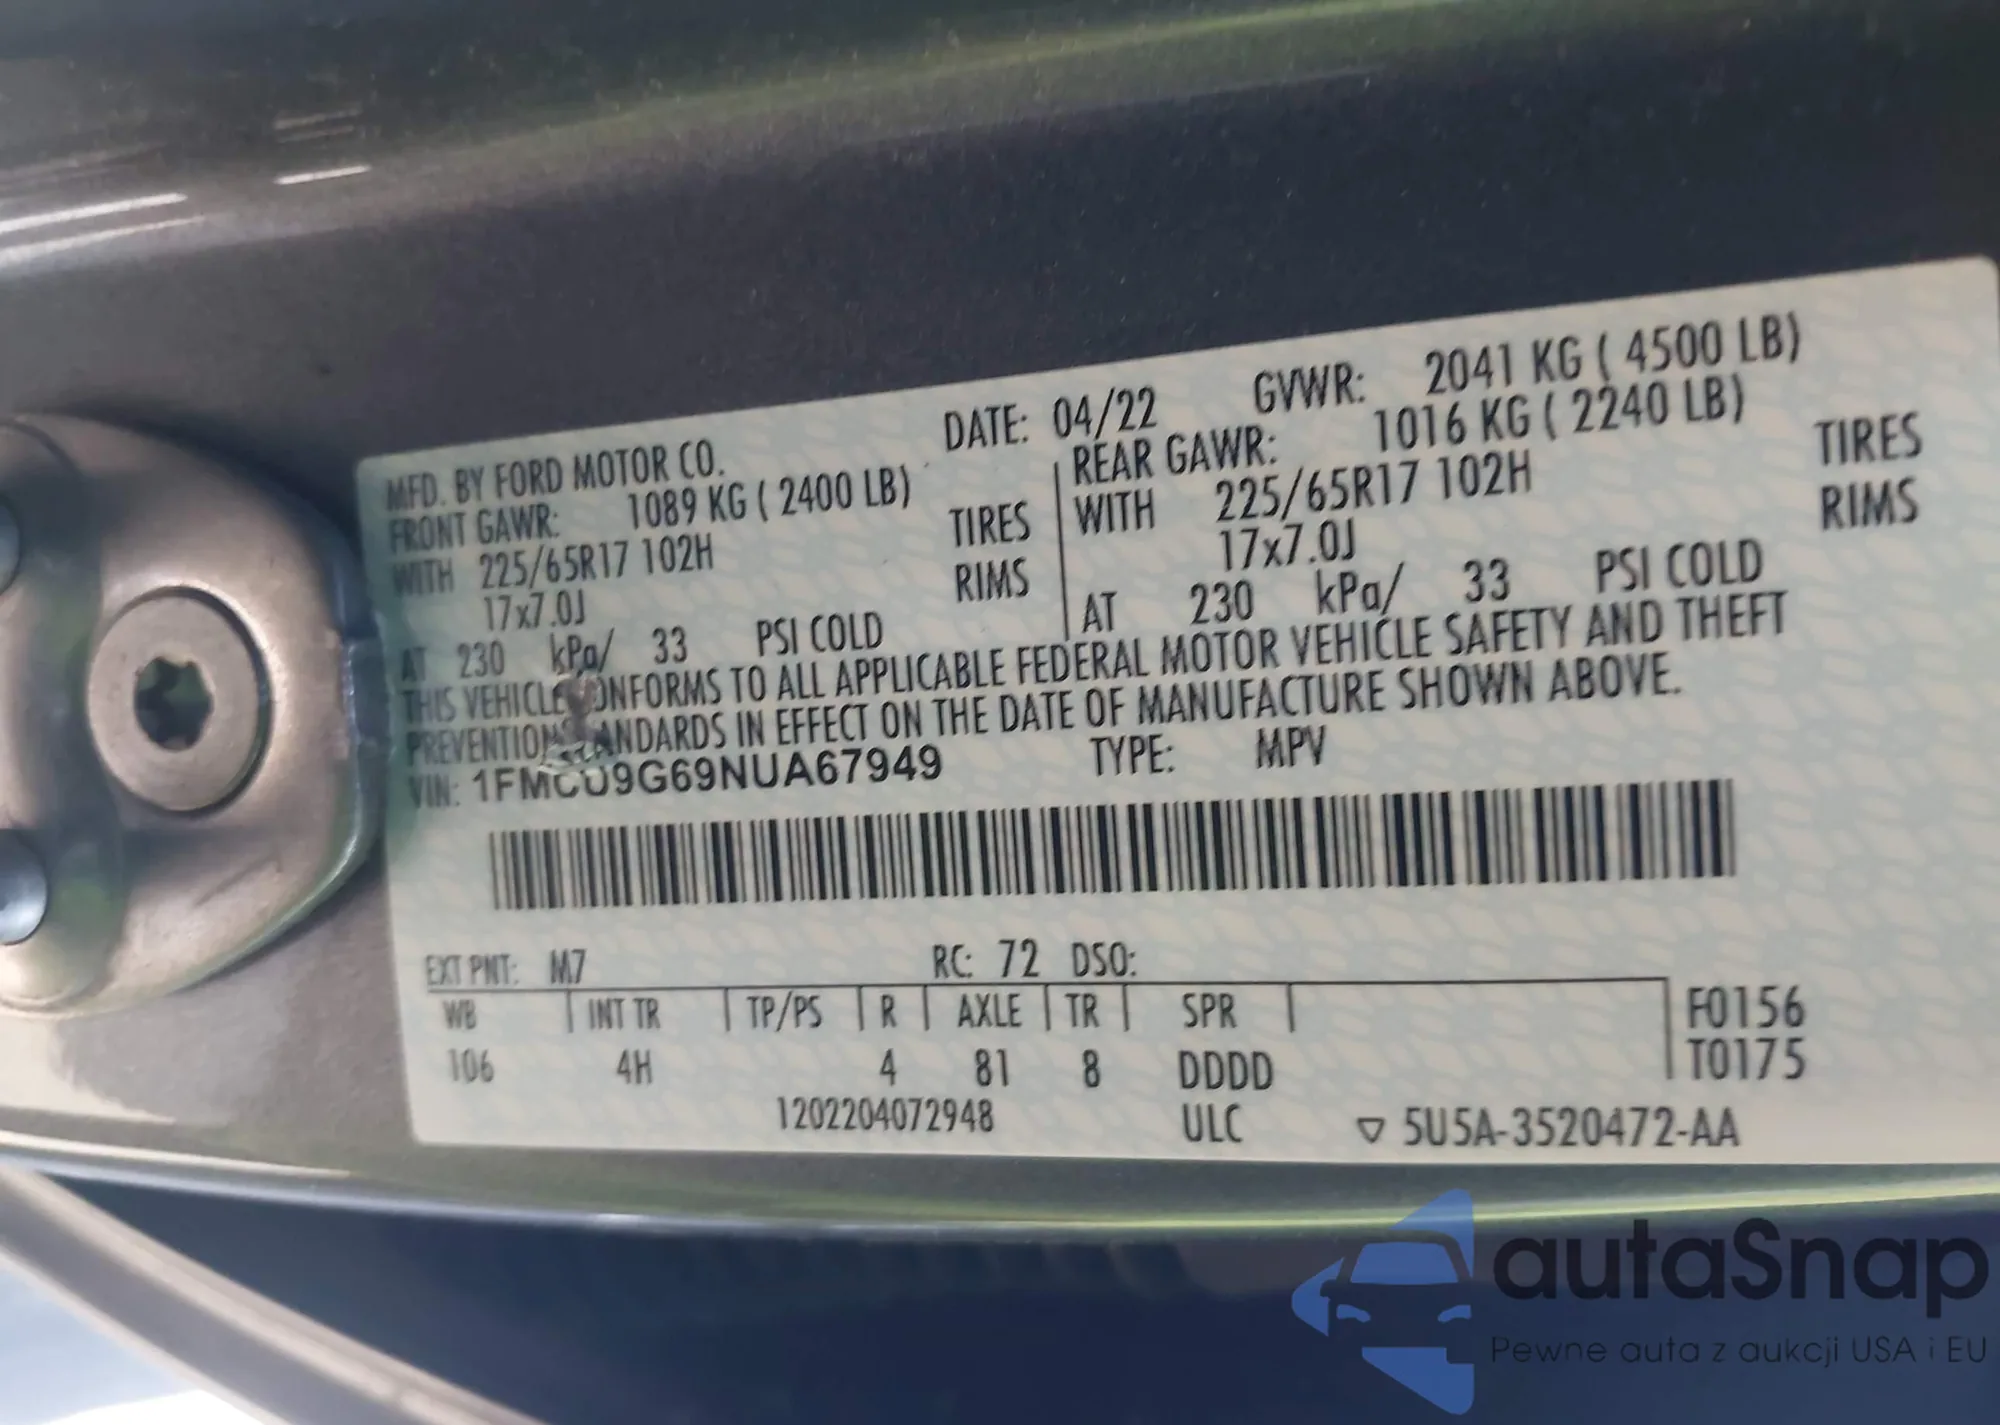 MFD. BY FORD MOTOR CO. DATE: 04/22 GVWR: 2041 KG ( 4500 LB)
FRONT GAWR: 1089 KG ( 2400 LB) REAR GAWR: 1016 KG ( 2240 LB)
WITH 225/65R17 102H TIRES WITH 225/65R17 102H TIRES
17x7.0J RIMS 17x7.0J RIMS
AT 230 kPa/ 33 PSI COLD AT 230 kPa/ 33 PSI COLD
THIS VEHICLE CONFORMS TO ALL APPLICABLE FEDERAL MOTOR VEHICLE SAFETY AND THEFT
PREVENTION STANDARDS IN EFFECT ON THE DATE OF MANUFACTURE SHOWN ABOVE.
VIN: 1FMCU9G69NUA67949 TYPE: MPV
EXT PNT: M7 RC: 72 DSO:
WB INT TR TP/PS R AXLE TR SPR F0156
106 4H 4 81 8 DDDD T0175
1202204072948 ULC ▽ 5U5A-3520472-AA
autaSnap
Pewne auta z aukcji USA i EU